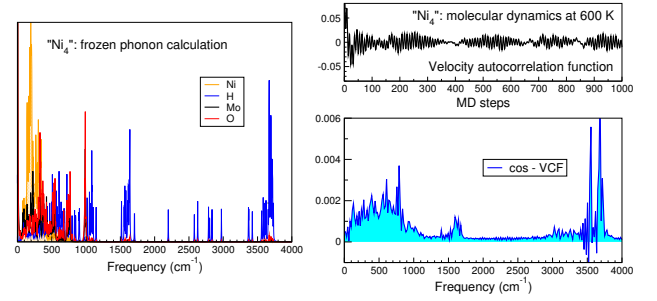 "Ni4": frozen phonon calculation
Ni
H
Mo
O
0 500 1000 1500 2000 2500 3000 3500 4000
Frequency (cm⁻¹)
"Ni4": molecular dynamics at 600 K
0.05
0.00
Velocity autocorrelation function
0 100 200 300 400 500 600 700 800 900 1000
MD steps
0.006
cos - VCF
0.004
0.002
0
0 500 1000 1500 2000 2500 3000 3500 4000
Frequency (cm⁻¹)